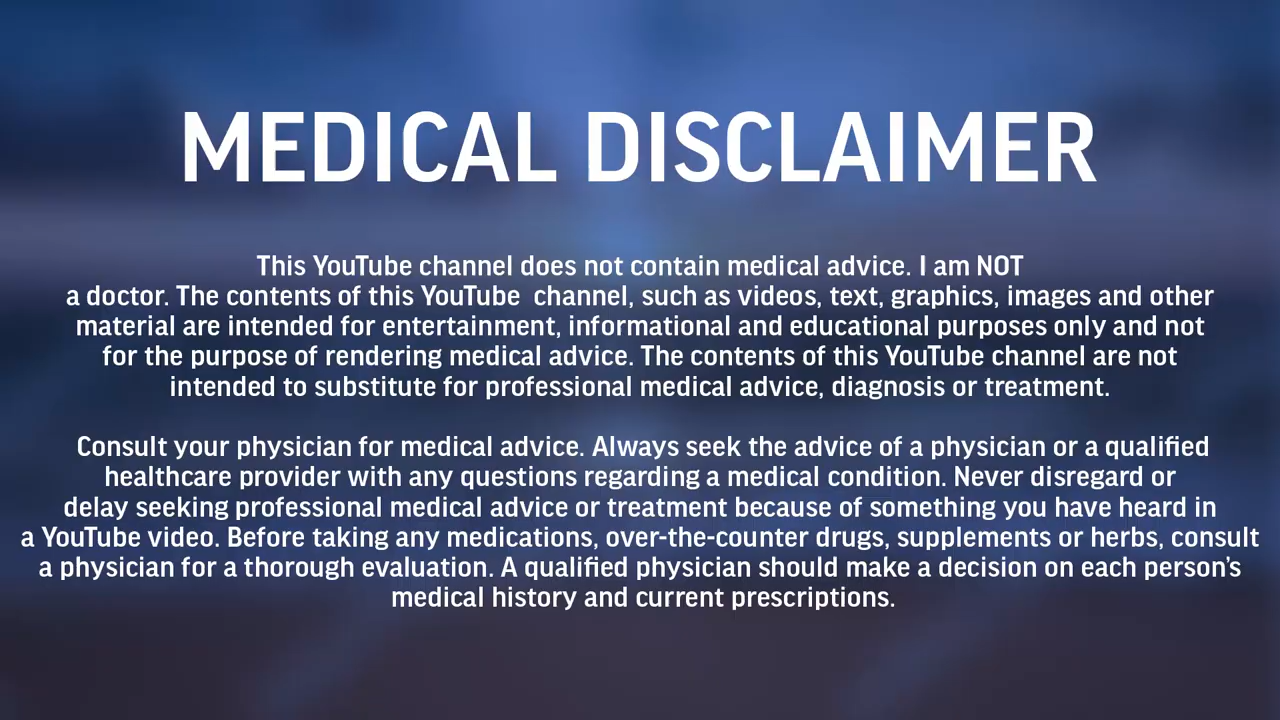 MEDICAL DISCLAIMER
This YouTube channel does not contain medical advice. I am NOT
a doctor. The contents of this YouTube  channel, such as videos, text, graphics, images and other
material are intended for entertainment, informational and educational purposes only and not
for the purpose of rendering medical advice. The contents of this YouTube channel are not
intended to substitute for professional medical advice, diagnosis or treatment.
Consult your physician for medical advice. Always seek the advice of a physician or a qualified
healthcare provider with any questions regarding a medical condition. Never disregard or
delay seeking professional medical advice or treatment because of something you have heard in
a YouTube video. Before taking any medications, over-the-counter drugs, supplements or herbs, consult
a physician for a thorough evaluation. A qualified physician should make a decision on each person’s
medical history and current prescriptions.